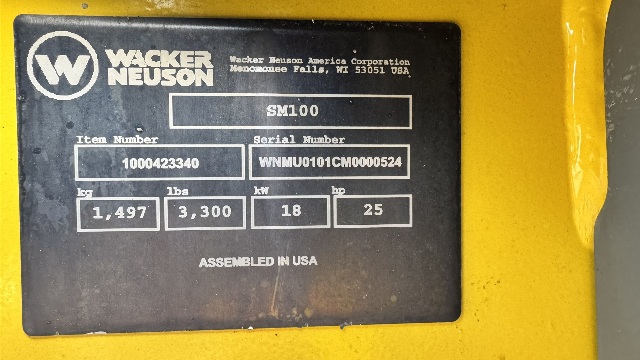 W WACKER NEUSON
Wacker Neuson America Corporation
Menomonee Falls, WI 53051 USA
SM100
Item Number Serial Number
1000423340 WNMU0101CM0000524
kg lbs kW hp
1,497 3,300 18 25
ASSEMBLED IN USA